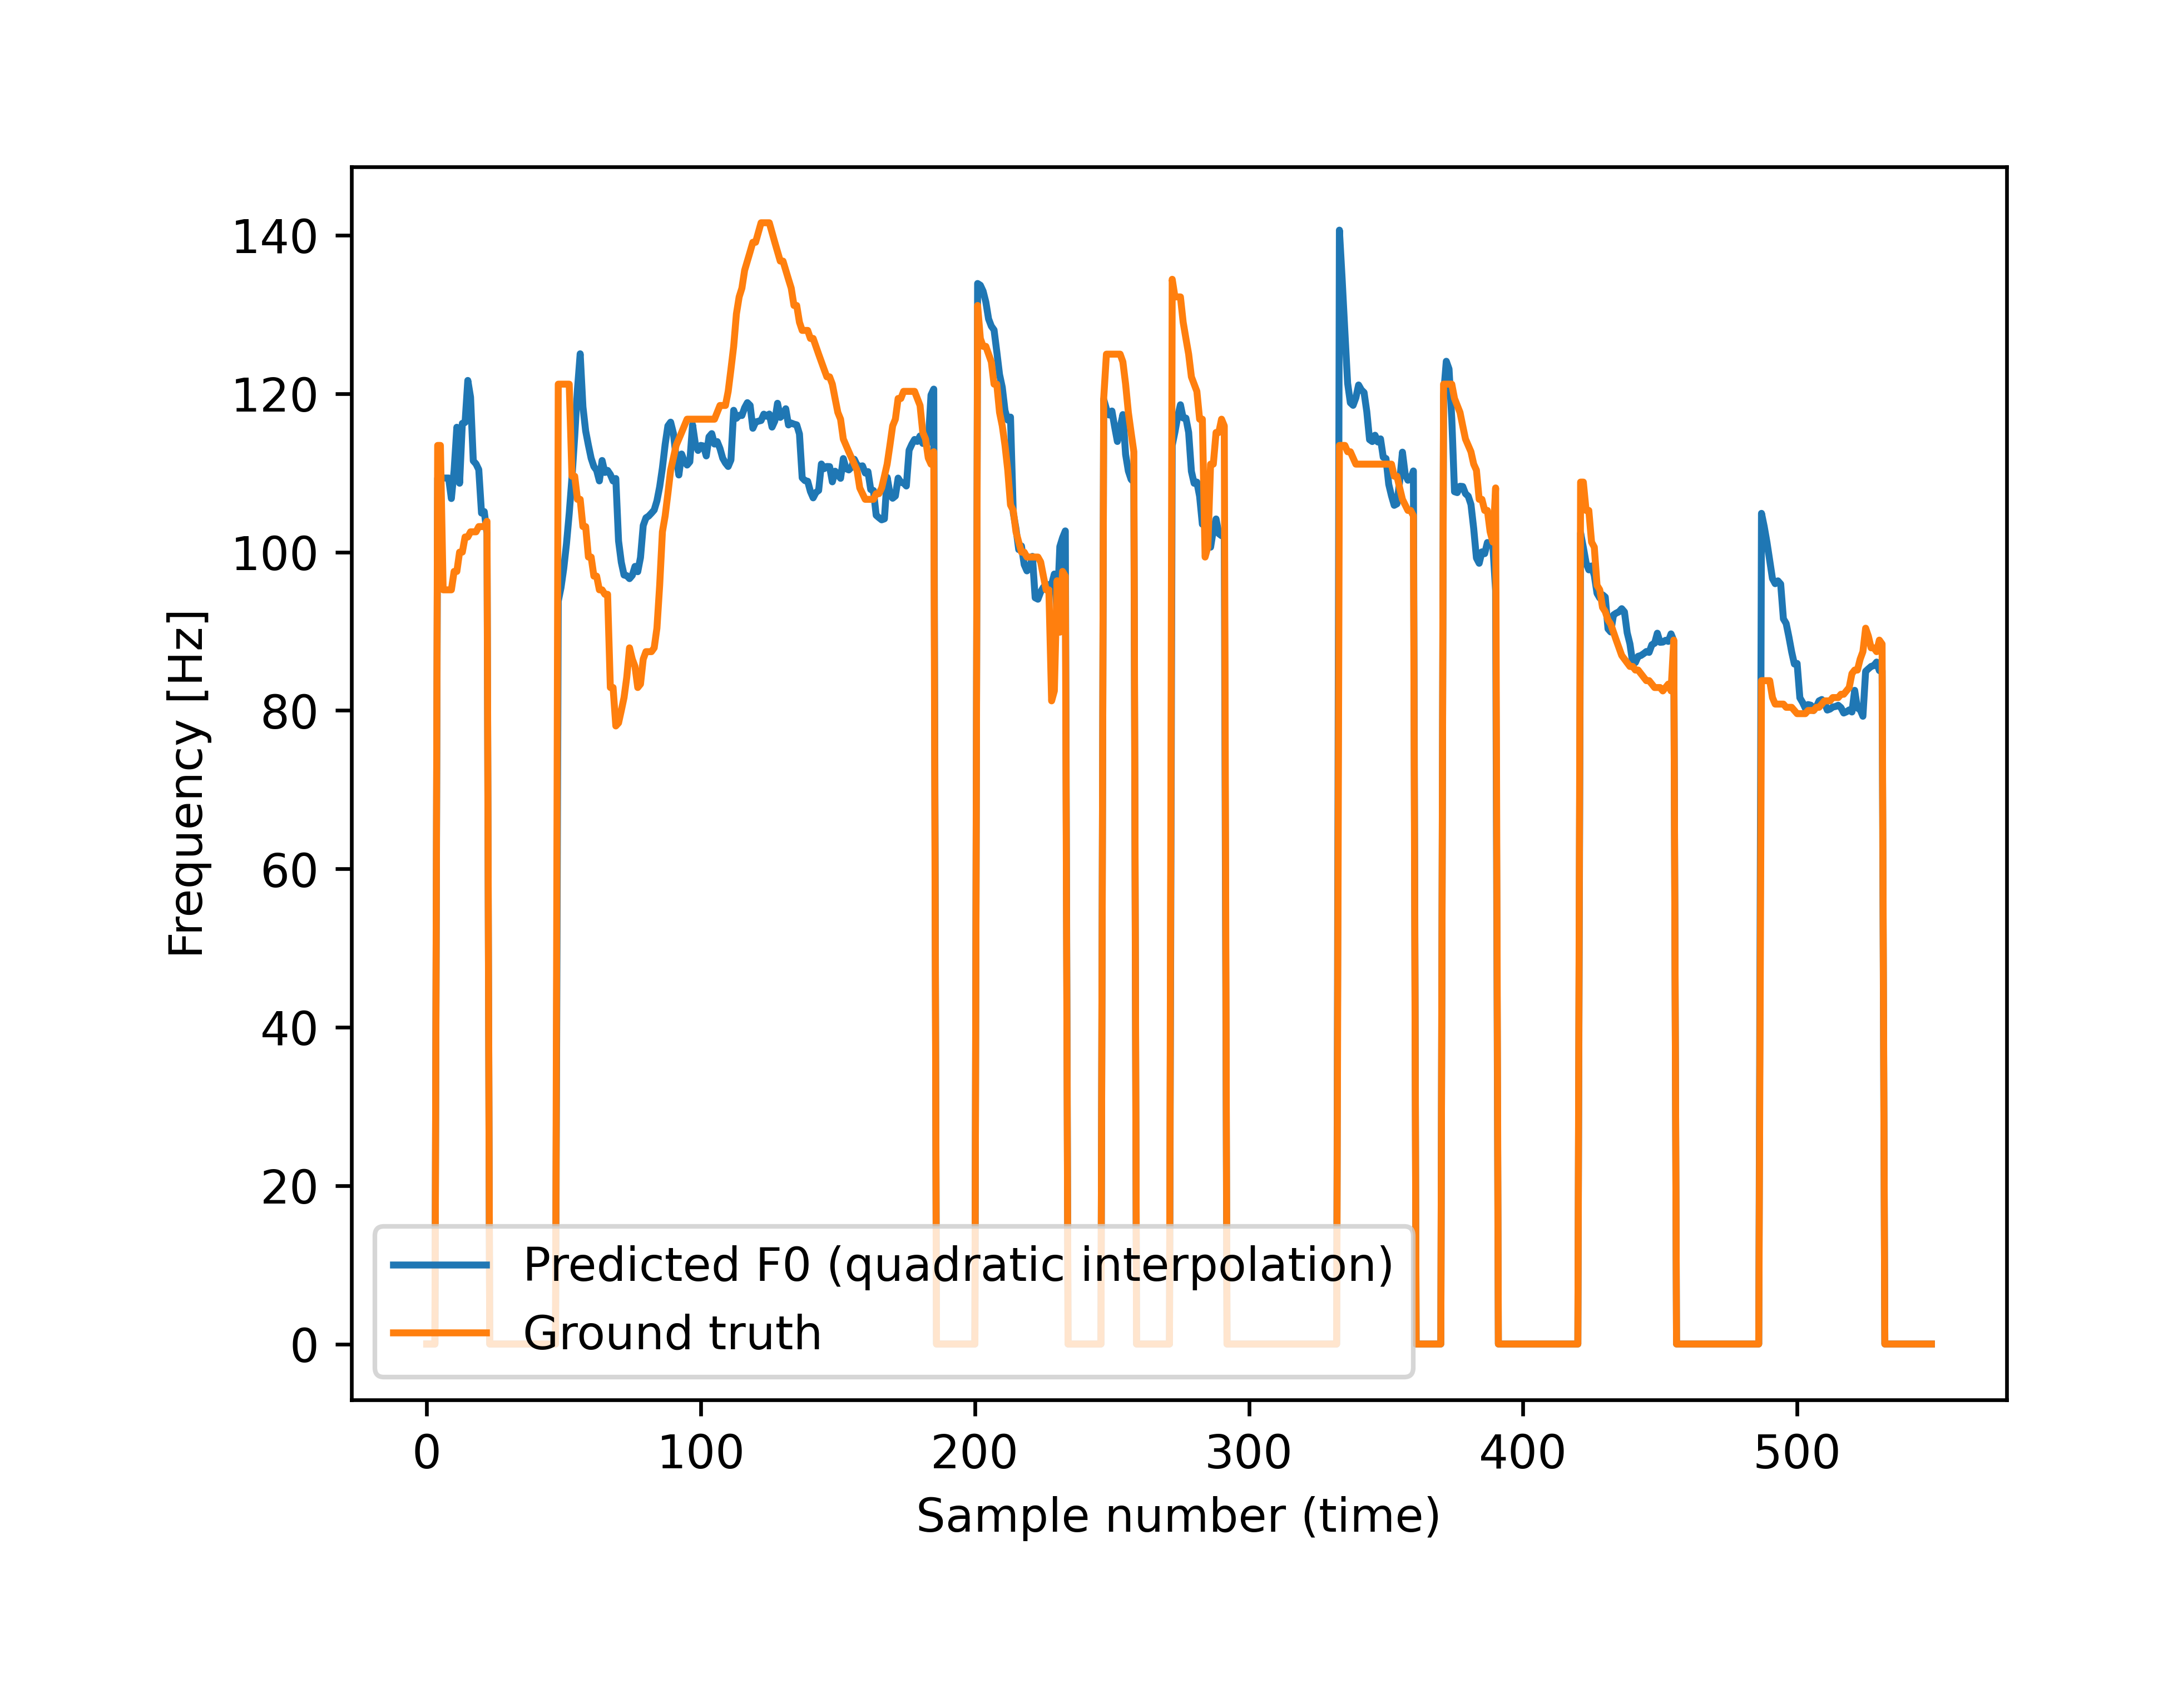 140
120
100
80
60
40
20
0
Frequency [Hz]
Predicted F0 (quadratic interpolation)
Ground truth
0 100 200 300 400 500
Sample number (time)